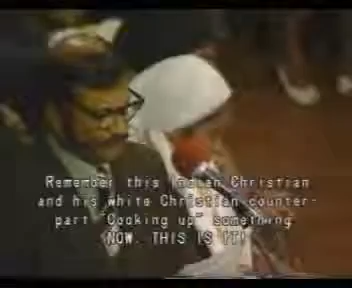 Remember this Indian Christian
and his white Christian counter-
part "Cooking up" something
NOW. THIS IS IT!